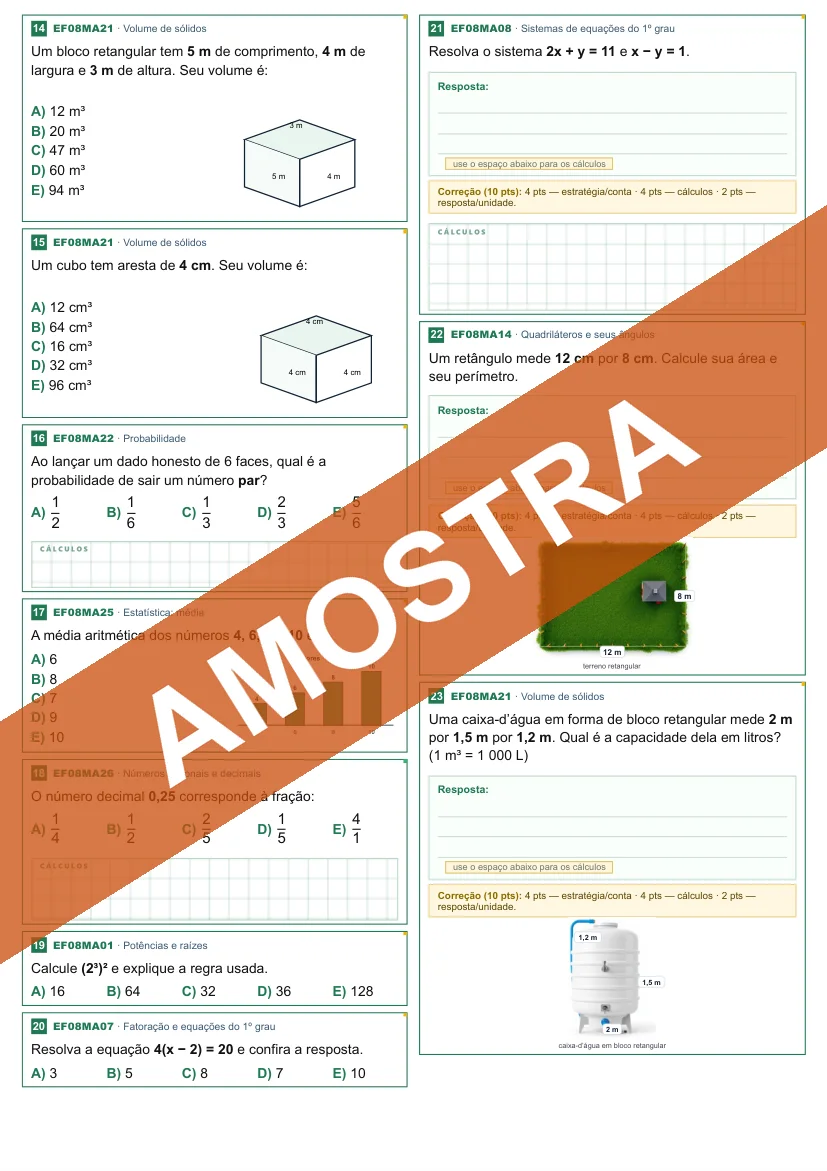 14 EF08MA21 · Volume de sólidos
Um bloco retangular tem 5 m de comprimento, 4 m de
largura e 3 m de altura. Seu volume é:
A) 12 m³
B) 20 m³
C) 47 m³
D) 60 m³
E) 94 m³
3 m
5 m
4 m
15 EF08MA21 · Volume de sólidos
Um cubo tem aresta de 4 cm. Seu volume é:
A) 12 cm³
B) 64 cm³
C) 16 cm³
D) 32 cm³
E) 96 cm³
4 cm
4 cm
4 cm
16 EF08MA22 · Probabilidade
Ao lançar um dado honesto de 6 faces, qual é a
probabilidade de sair um número par?
A) 1/2 B) 1/6 C) 1/3 D) 2/3 E) 5/6
CÁLCULOS
17 EF08MA25 · Estatística: média
A média aritmética dos números 4, 6, 10
A) 6
B) 8
C) 7
D) 9
E) 10
18 EF08MA26 · Números e decimais
O número decimal 0,25 corresponde à fração:
A) 1/4 B) 1/2 C) 2/5 D) 1/5 E) 4/1
CÁLCULOS
19 EF08MA01 · Potências e raízes
Calcule (2³)² e explique a regra usada.
A) 16 B) 64 C) 32 D) 36 E) 128
20 EF08MA07 · Fatoração e equações do 1º grau
Resolva a equação 4(x − 2) = 20 e confira a resposta.
A) 3 B) 5 C) 8 D) 7 E) 10
21 EF08MA08 · Sistemas de equações do 1º grau
Resolva o sistema 2x + y = 11 e x − y = 1.
Resposta:
use o espaço abaixo para os cálculos
Correção (10 pts): 4 pts — estratégia/conta · 4 pts — cálculos · 2 pts —
resposta/unidade.
CÁLCULOS
22 EF08MA14 · Quadriláteros e seus ângulos
Um retângulo mede 12 cm por 8 cm. Calcule sua área e
seu perímetro.
Resposta:
estratégia/conta · 4 pts — cálculos · 2 pts —
8 m
12 m
terreno retangular
23 EF08MA21 · Volume de sólidos
Uma caixa-d’água em forma de bloco retangular mede 2 m
por 1,5 m por 1,2 m. Qual é a capacidade dela em litros?
(1 m³ = 1 000 L)
Resposta:
use o espaço abaixo para os cálculos
Correção (10 pts): 4 pts — estratégia/conta · 4 pts — cálculos · 2 pts —
resposta/unidade.
1,2 m
1,5 m
2 m
caixa-d’água em bloco retangular
AMOSTRA